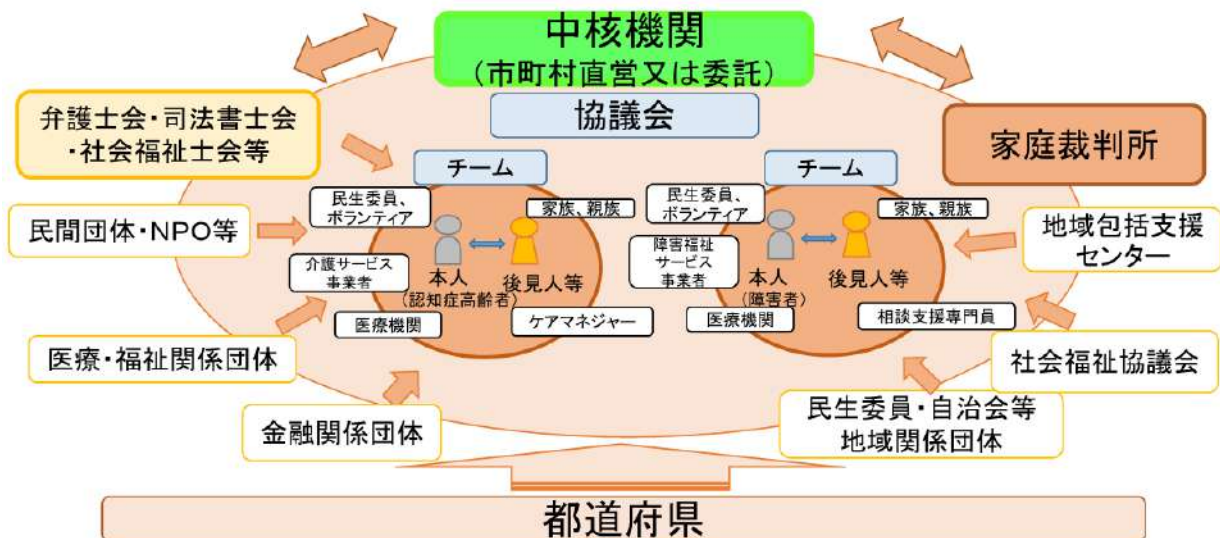 中核機関
（市町村直営又は委託）
協議会
弁護士会・司法書士会
・社会福祉士会等
家庭裁判所
民間団体・NPO等
医療・福祉関係団体
金融関係団体
地域包括支援
センター
社会福祉協議会
民生委員・自治会等
地域関係団体
チーム
民生委員、
ボランティア
家族、親族
介護サービス
事業者
本人
（認知症高齢者）
後見人等
医療機関
ケアマネジャー
チーム
民生委員、
ボランティア
家族、親族
障害福祉
サービス
事業者
本人
（障害者）
後見人等
医療機関
相談支援専門員
都道府県